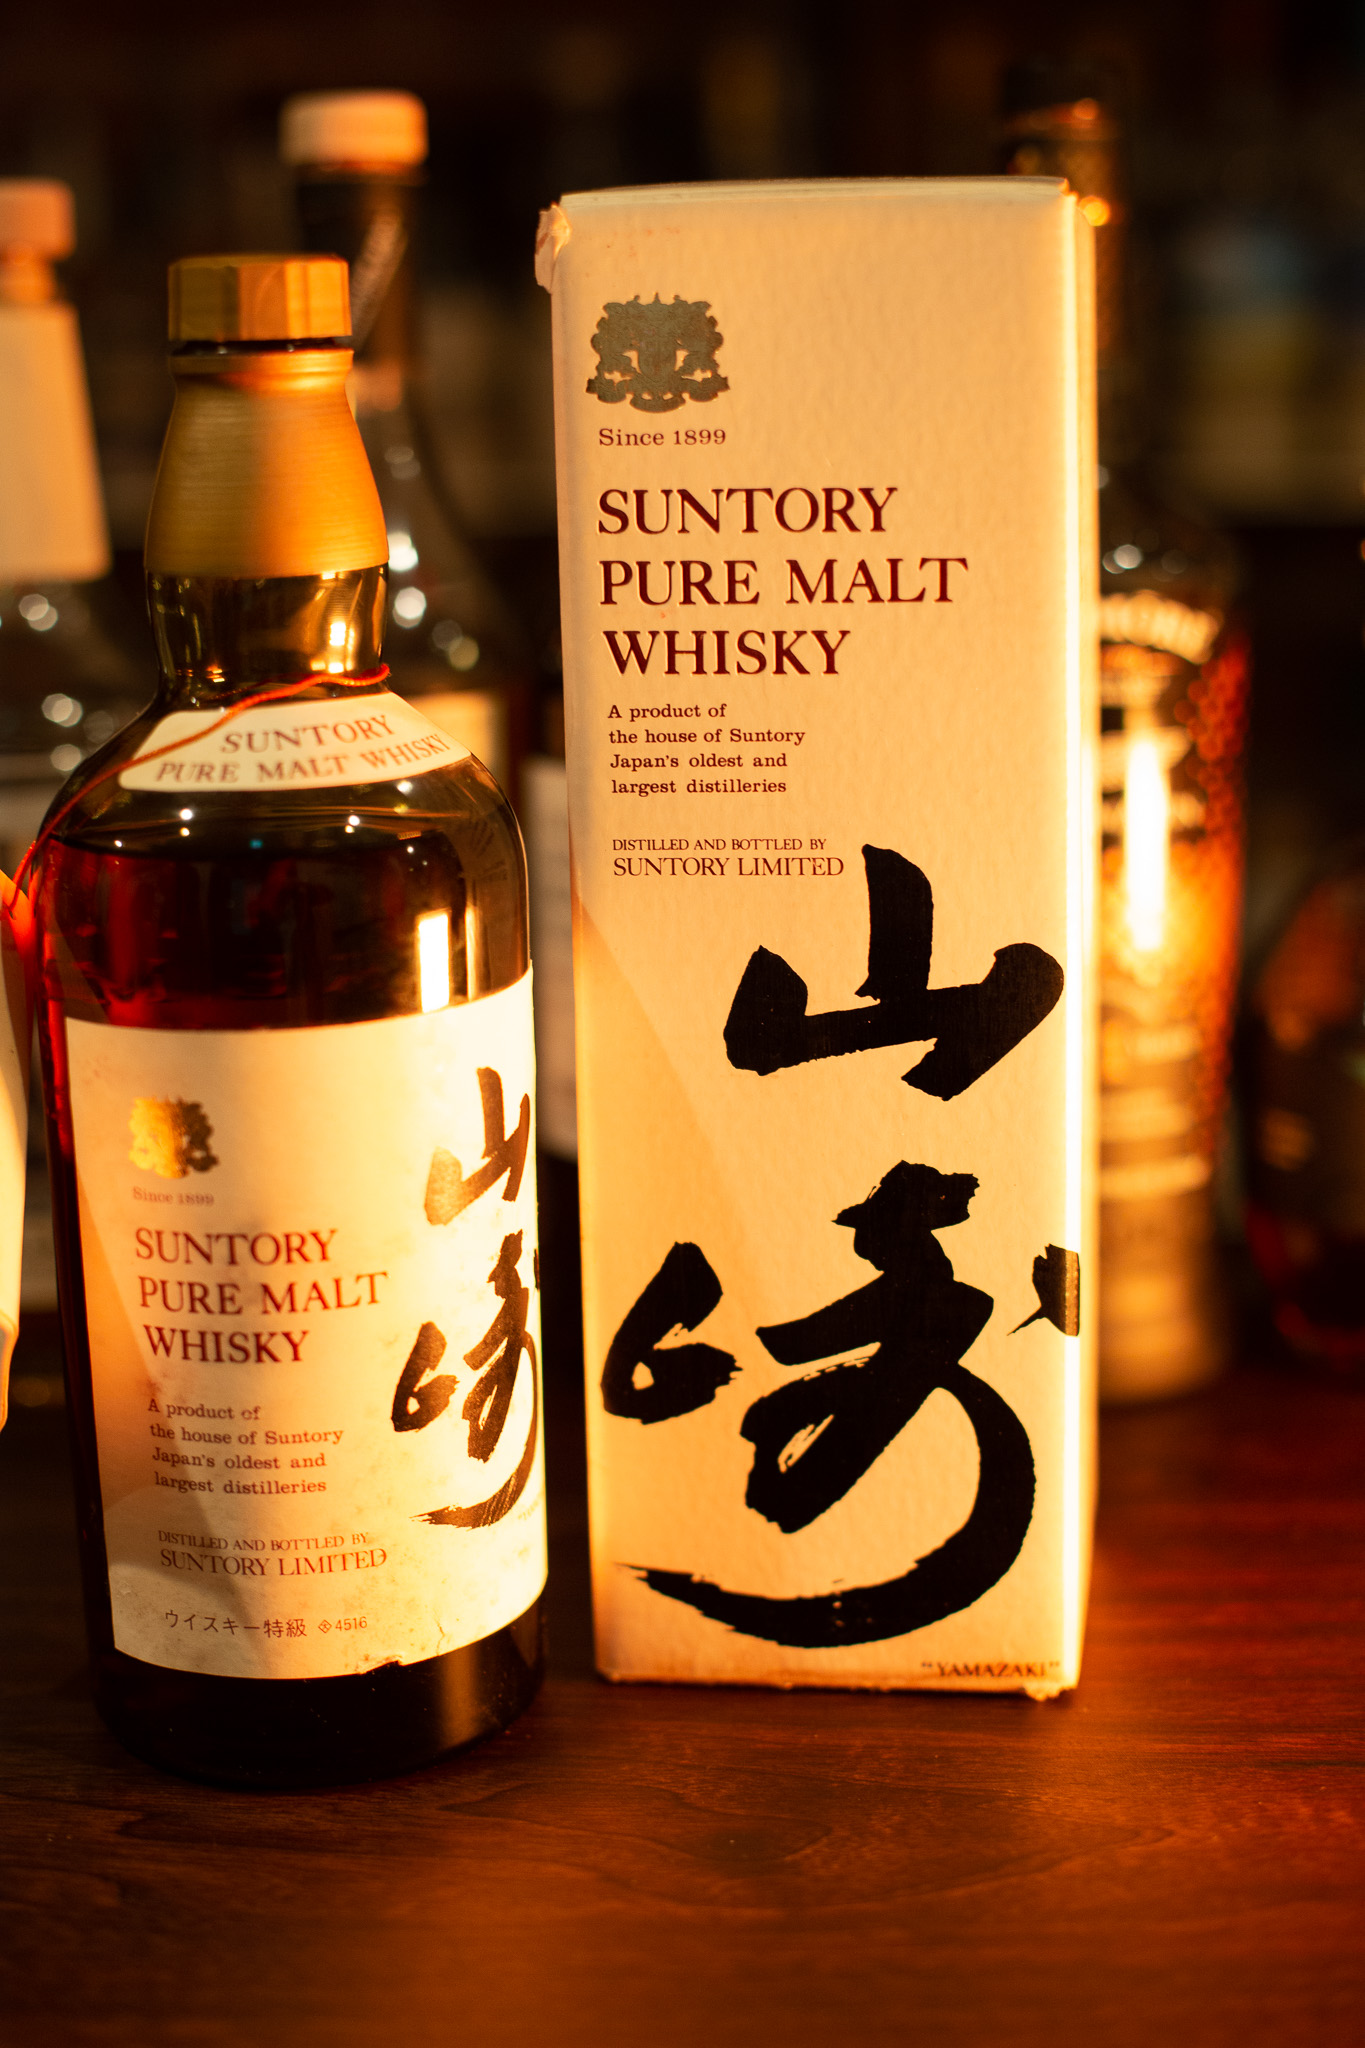 SUNTORY
PURE MALT WHISKY
Since 1899
SUNTORY
PURE MALT
WHISKY
A product of
the house of Suntory
Japan's oldest and
largest distilleries
DISTILLED AND BOTTLED BY
SUNTORY LIMITED
ウイスキー特級 4516
山崎
Since 1899
SUNTORY
PURE MALT
WHISKY
A product of
the house of Suntory
Japan's oldest and
largest distilleries
DISTILLED AND BOTTLED BY
SUNTORY LIMITED
山崎
"YAMAZAKI"